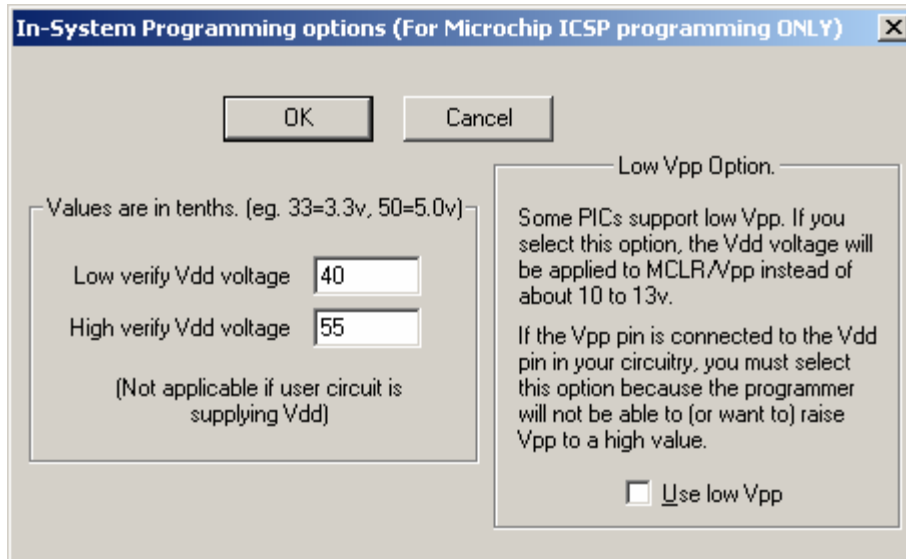 In-System Programming options (For Microchip ICSP programming ONLY)
OK
Cancel
Values are in tenths. (eg. 33=3.3v, 50=5.0v)
Low verify Vdd voltage
40
High verify Vdd voltage
55
(Not applicable if user circuit is
supplying Vdd)
Low Vpp Option.
Some PICs support low Vpp. If you
select this option, the Vdd voltage will
be applied to MCLR/Vpp instead of
about 10 to 13v.
If the Vpp pin is connected to the Vdd
pin in your circuitry, you must select
this option because the programmer
will not be able to (or want to) raise
Vpp to a high value.
Use low Vpp